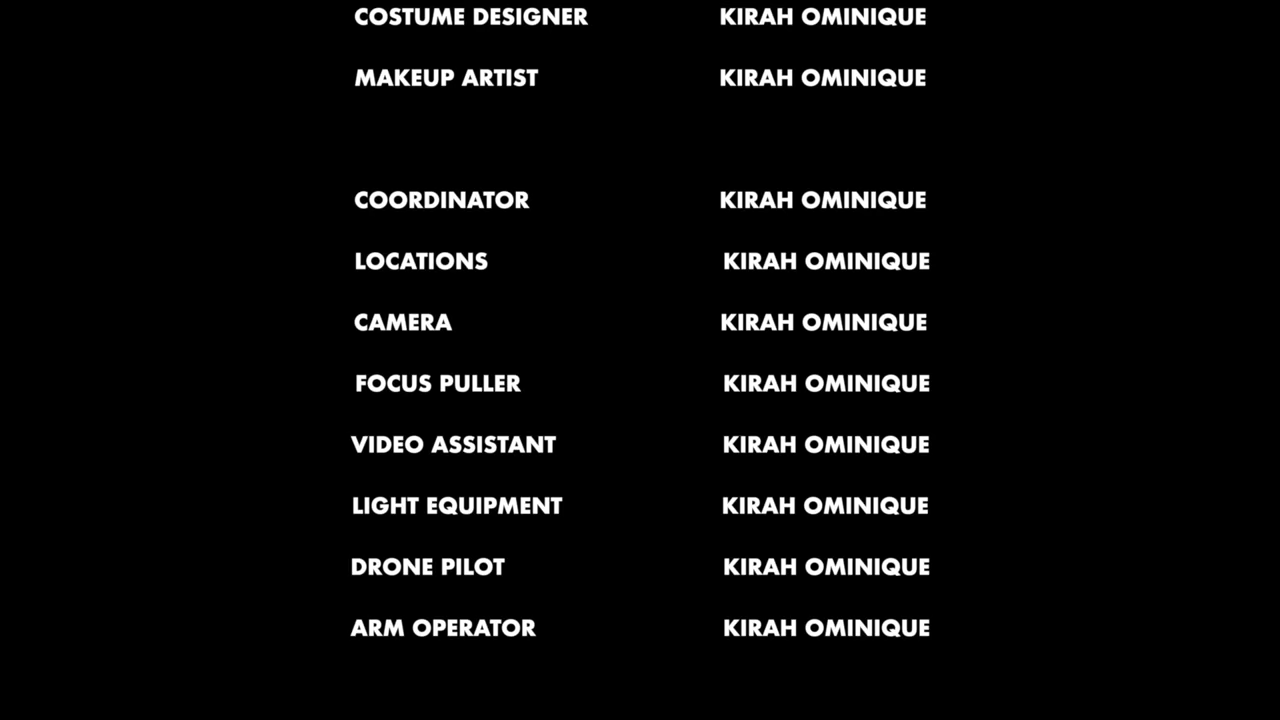 COSTUME DESIGNER KIRAH OMINIQUE
MAKEUP ARTIST KIRAH OMINIQUE
COORDINATOR KIRAH OMINIQUE
LOCATIONS KIRAH OMINIQUE
CAMERA KIRAH OMINIQUE
FOCUS PULLER KIRAH OMINIQUE
VIDEO ASSISTANT KIRAH OMINIQUE
LIGHT EQUIPMENT KIRAH OMINIQUE
DRONE PILOT KIRAH OMINIQUE
ARM OPERATOR KIRAH OMINIQUE